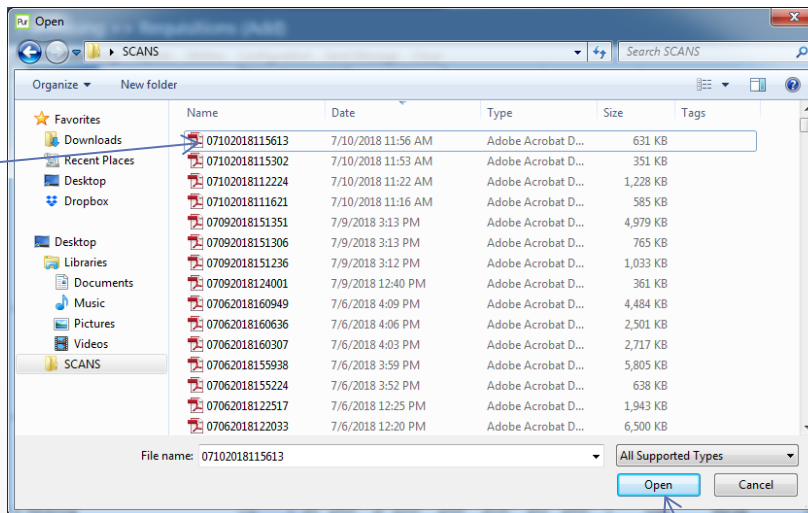 Pur Open
SCANS Search SCANS
Organize New folder
Name Date Type Size Tags
Favorites
Downloads
Recent Places
Desktop
Dropbox
Desktop
Libraries
Documents
Music
Pictures
Videos
SCANS
07102018115613 7/10/2018 11:56 AM Adobe Acrobat D... 631 KB
07102018115302 7/10/2018 11:53 AM Adobe Acrobat D... 351 KB
07102018112224 7/10/2018 11:22 AM Adobe Acrobat D... 1,228 KB
07102018111621 7/10/2018 11:16 AM Adobe Acrobat D... 585 KB
07092018151351 7/9/2018 3:13 PM Adobe Acrobat D... 4,979 KB
07092018151306 7/9/2018 3:13 PM Adobe Acrobat D... 765 KB
07092018151236 7/9/2018 3:12 PM Adobe Acrobat D... 1,033 KB
07092018124001 7/9/2018 12:40 PM Adobe Acrobat D... 361 KB
07062018160949 7/6/2018 4:09 PM Adobe Acrobat D... 4,484 KB
07062018160636 7/6/2018 4:06 PM Adobe Acrobat D... 2,501 KB
07062018160307 7/6/2018 4:03 PM Adobe Acrobat D... 2,717 KB
07062018155938 7/6/2018 3:59 PM Adobe Acrobat D... 5,805 KB
07062018155224 7/6/2018 3:52 PM Adobe Acrobat D... 638 KB
07062018122517 7/6/2018 12:25 PM Adobe Acrobat D... 1,943 KB
07062018122033 7/6/2018 12:20 PM Adobe Acrobat D... 6,500 KB
File name: 07102018115613 All Supported Types
Open Cancel